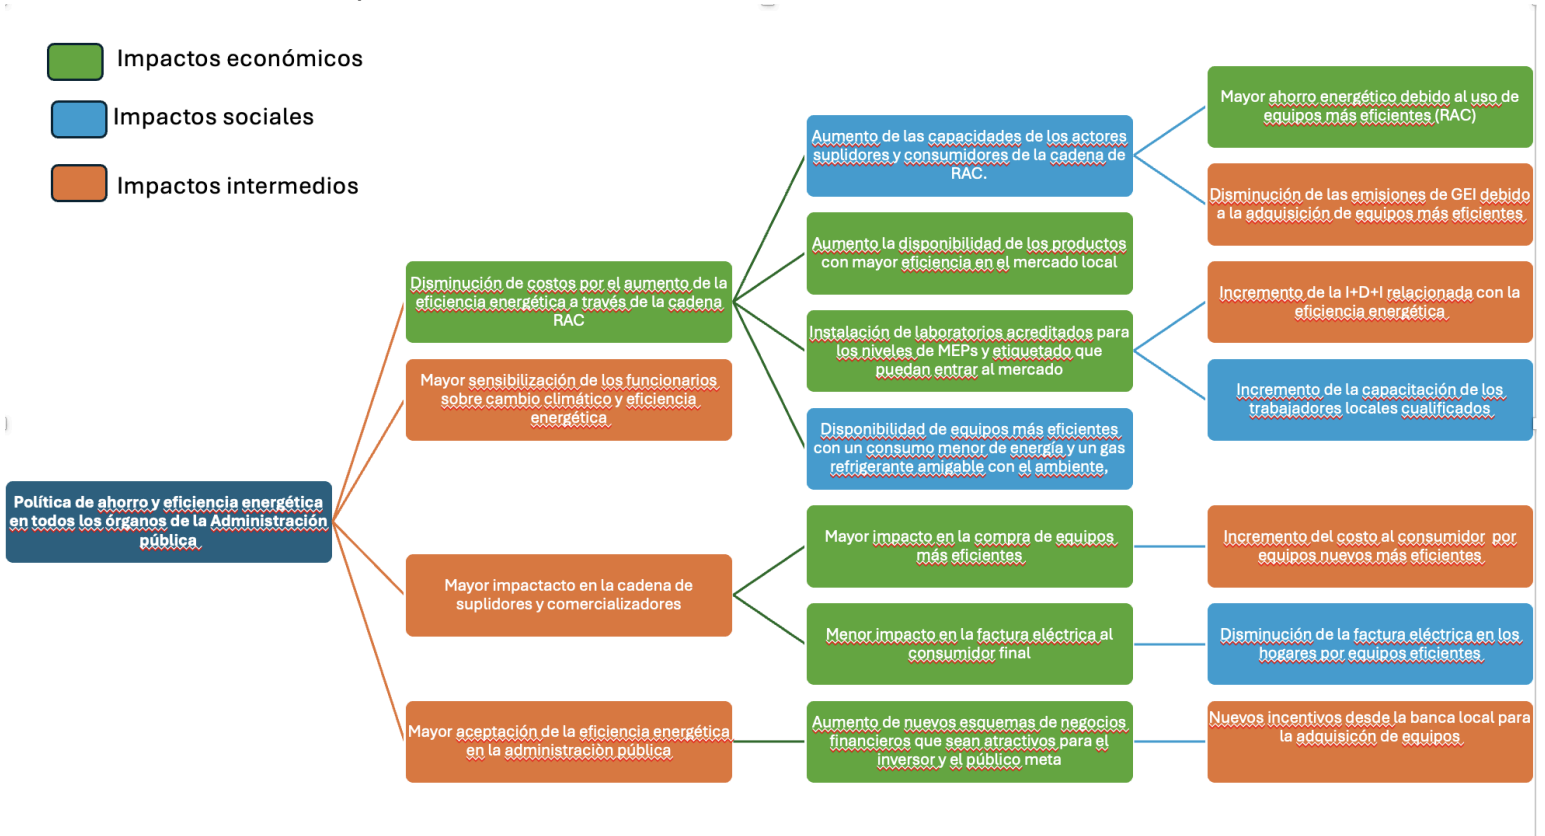 Impactos económicos
Impactos sociales
Impactos intermedios
Política de ahorro y eficiencia energética
en todos los órganos de la Administración
pública
Disminución de costos por el aumento de la
eficiencia energética a través de la cadena
RAC
Mayor sensibilización de los funcionarios
sobre cambio climático y eficiencia
energética
Mayor impactacto en la cadena de
suplidores y comercializadores
Mayor aceptación de la eficiencia energética
en la administraciòn pública
Aumento de las capacidades de los actores
suplidores y consumidores de la cadena de
RAC.
Aumento la disponibilidad de los productos
con mayor eficiencia en el mercado local
Instalación de laboratorios acreditados para
los niveles de MEPs y etiquetado que
puedan entrar al mercado
Disponibilidad de equipos más eficientes
con un consumo menor de energía y un gas
refrigerante amigable con el ambiente,
Mayor impacto en la compra de equipos
más eficientes
Menor impacto en la factura eléctrica al
consumidor final
Aumento de nuevos esquemas de negocios
financieros que sean atractivos para el
inversor y el público meta
Mayor ahorro energético debido al uso de
equipos más eficientes (RAC)
Disminución de las emisiones de GEI debido
a la adquisición de equipos más eficientes
Incremento de la I+D+I relacionada con la
eficiencia energética
Incremento de la capacitación de los
trabajadores locales cualificados
Incremento del costo al consumidor por
equipos nuevos más eficientes
Disminución de la factura eléctrica en los
hogares por equipos eficientes
Nuevos incentivos desde la banca local para
la adquisicón de equipos